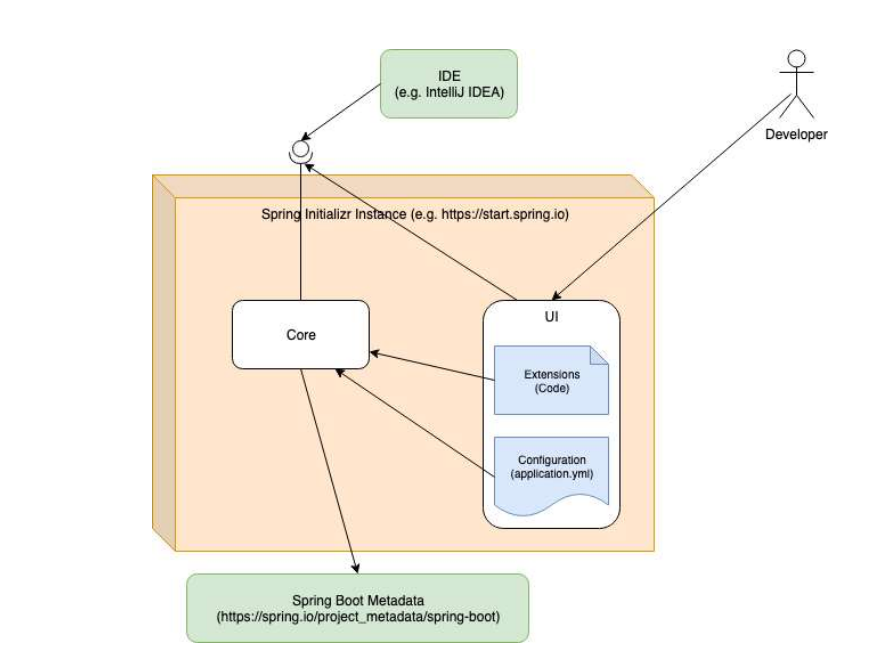 IDE
(e.g. IntelliJ IDEA)
Developer
Spring Initializr Instance (e.g. https://start.spring.io)
Core
UI
Extensions
(Code)
Configuration
(application.yml)
Spring Boot Metadata
(https://spring.io/project_metadata/spring-boot)